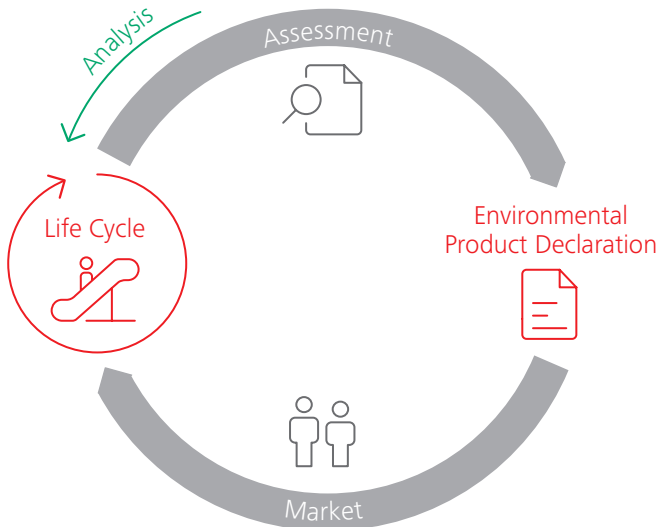 Analysis
Assessment
Life Cycle
Environmental
Product Declaration
Market